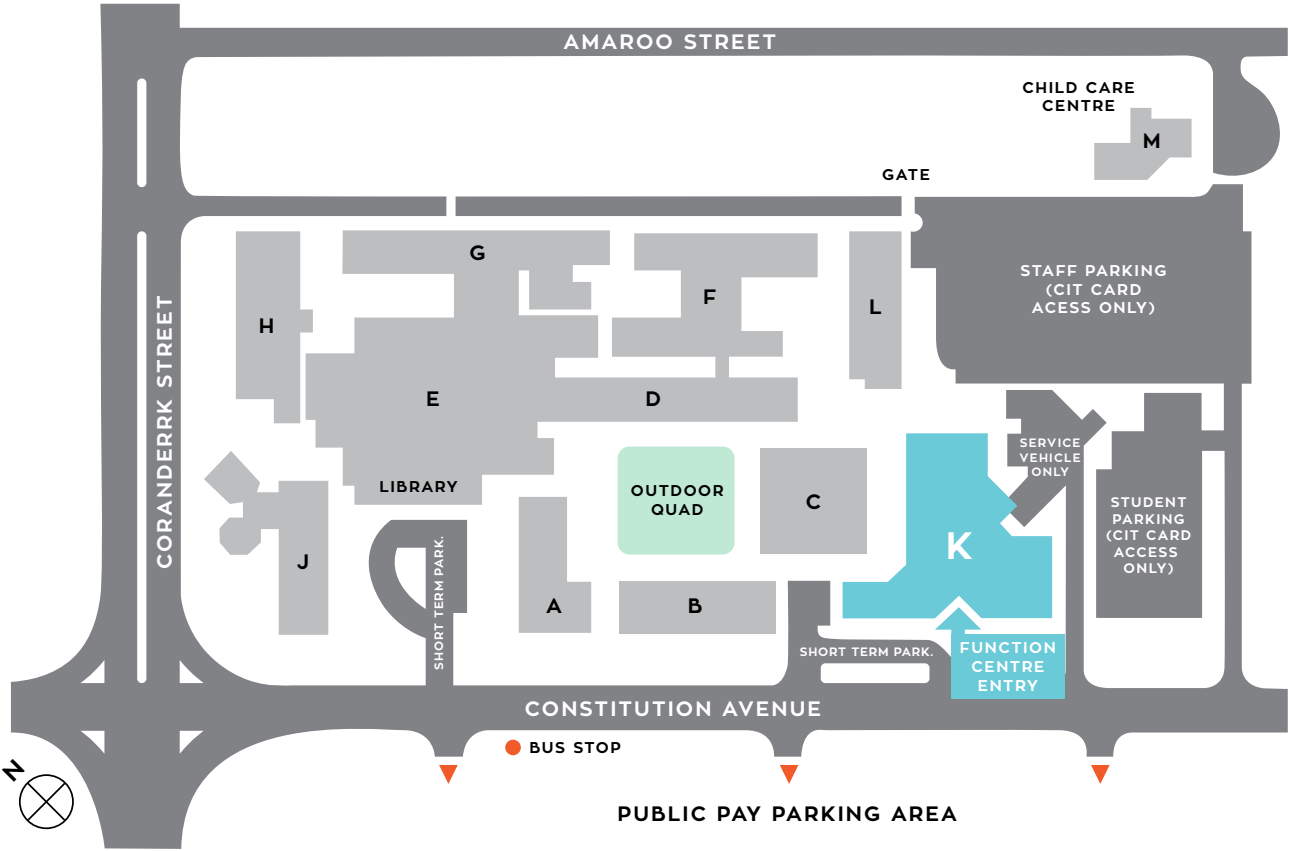 AMAROO STREET
CHILD CARE
CENTRE
M
GATE
G
F
L
H
STAFF PARKING
(CIT CARD
ACESS ONLY)
CORANDERRK STREET
E
D
SERVICE
VEHICLE
ONLY
LIBRARY
OUTDOOR
QUAD
C
K
STUDENT
PARKING
(CIT CARD
ACCESS
ONLY)
J
SHORT TERM PARK.
A
B
SHORT TERM PARK.
FUNCTION
CENTRE
ENTRY
CONSTITUTION AVENUE
BUS STOP
N
PUBLIC PAY PARKING AREA